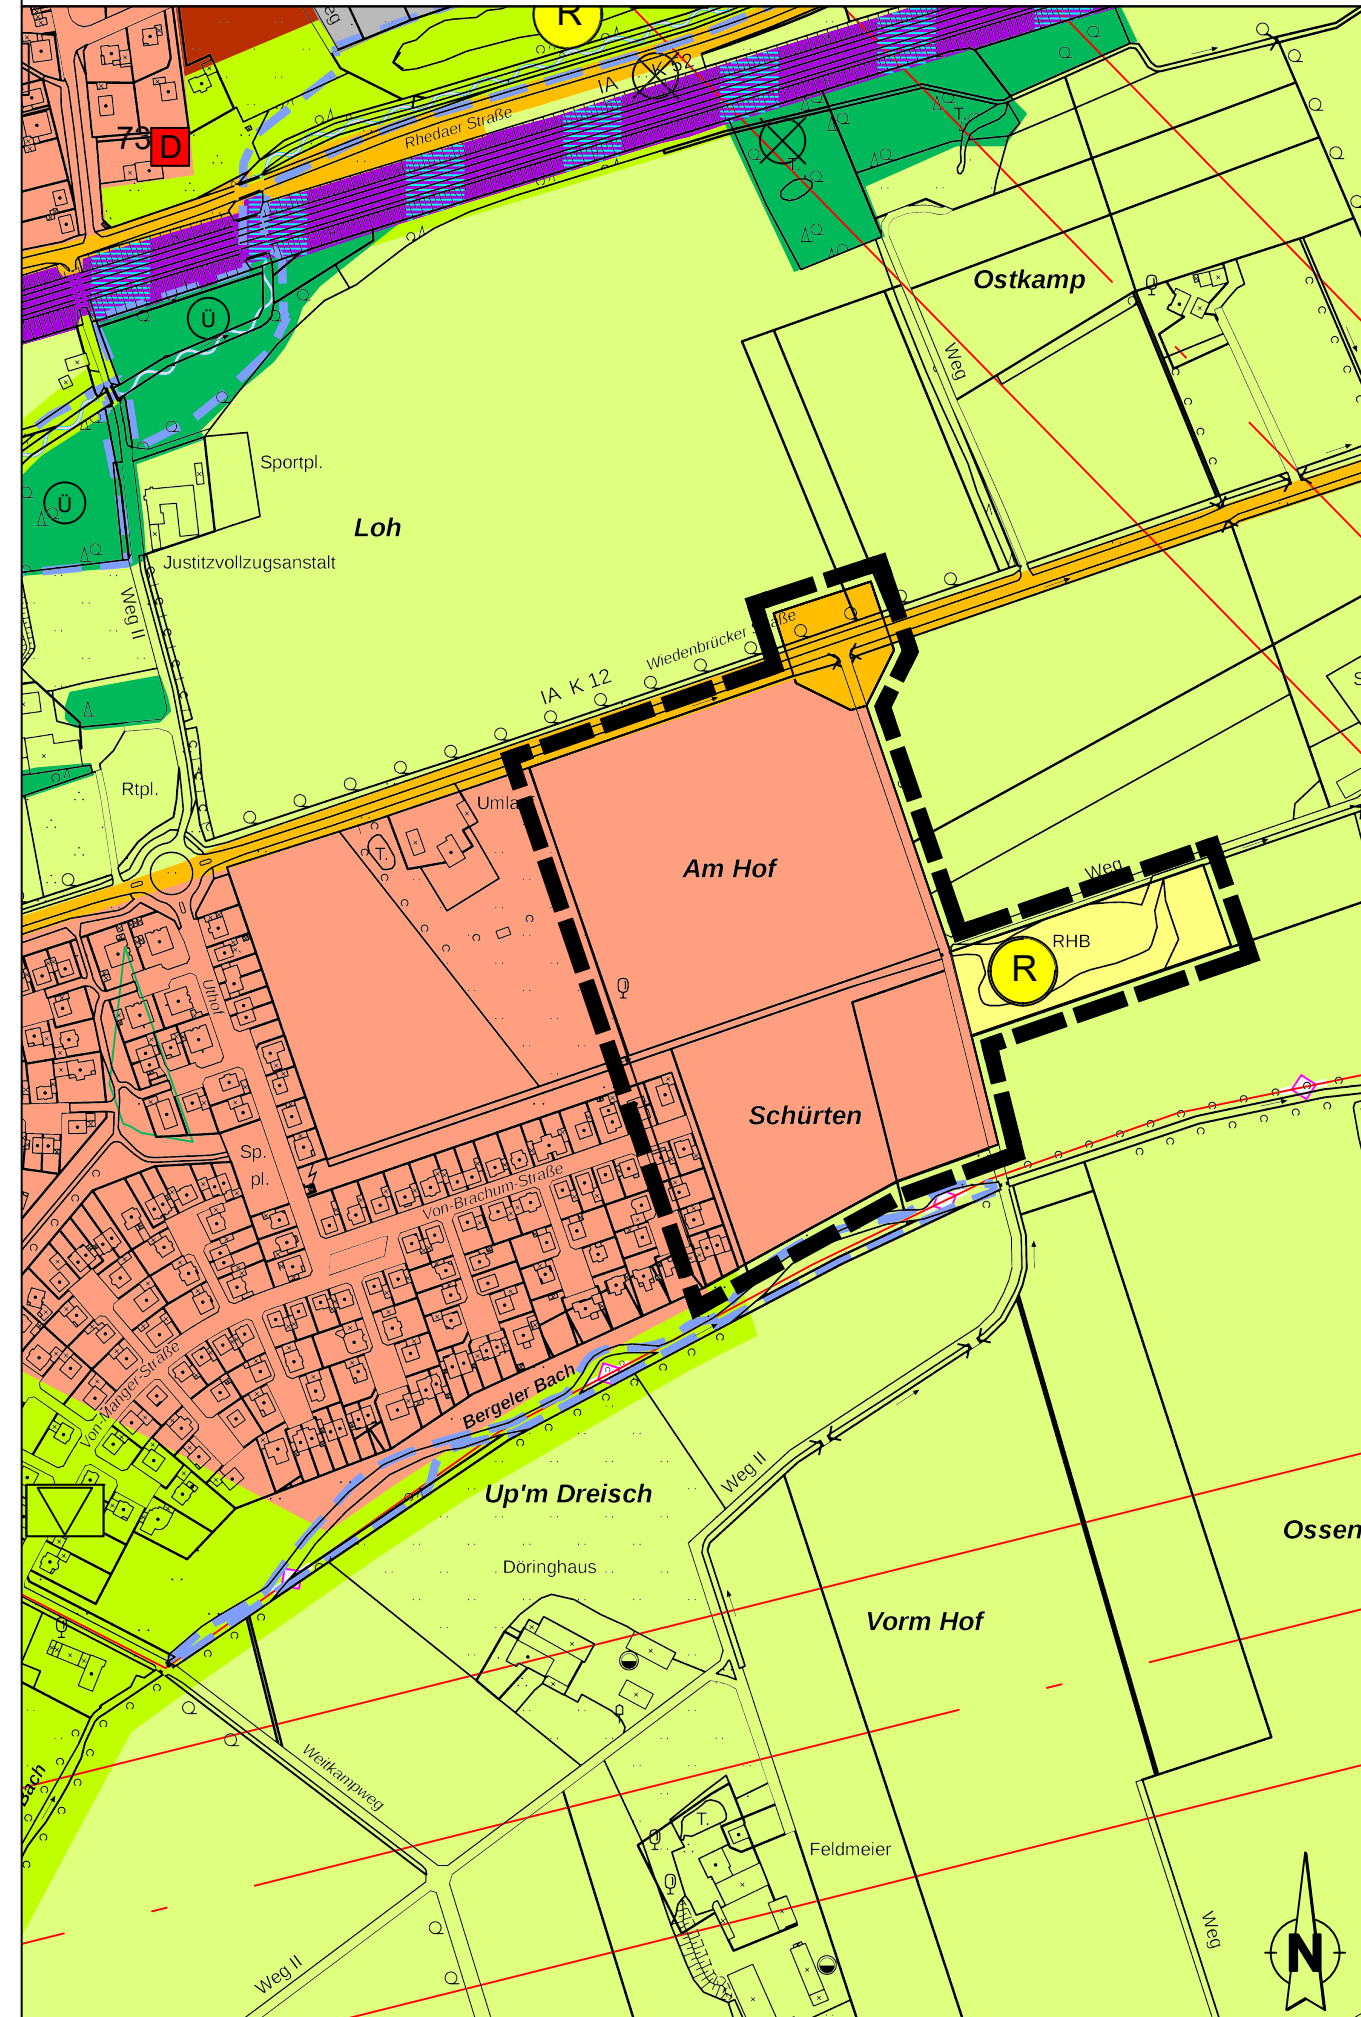 R
Weg
IA K 52
Rhedaer Straße
73 D
T.
T.
Ostkamp
Ü
Weg
Sportpl.
Ü
Loh
Justitzvollzugsanstalt
Weg II
Wiedenbrücker Straße
IA K 12
Rtpl.
Umla
T.
Am Hof
Weg
RHB
R
Uthof
Schürten
Sp.
pl.
Von-Brachum-Straße
Von-Manger-Straße
Bergeler Bach
Weg II
Up'm Dreisch
Ossen
Döringhaus
Vorm Hof
Weitkampweg
Bach
T.
Feldmeier
Weg
Weg II
N